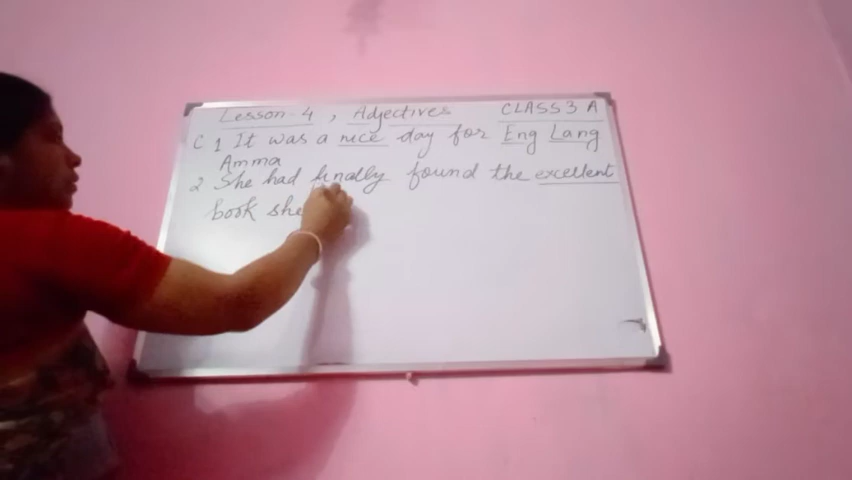 Lesson-4, Adjectives CLASS 3 A
C 1 It was a nice day for Eng Lang
Amma
2 She had finally found the excellent
book she